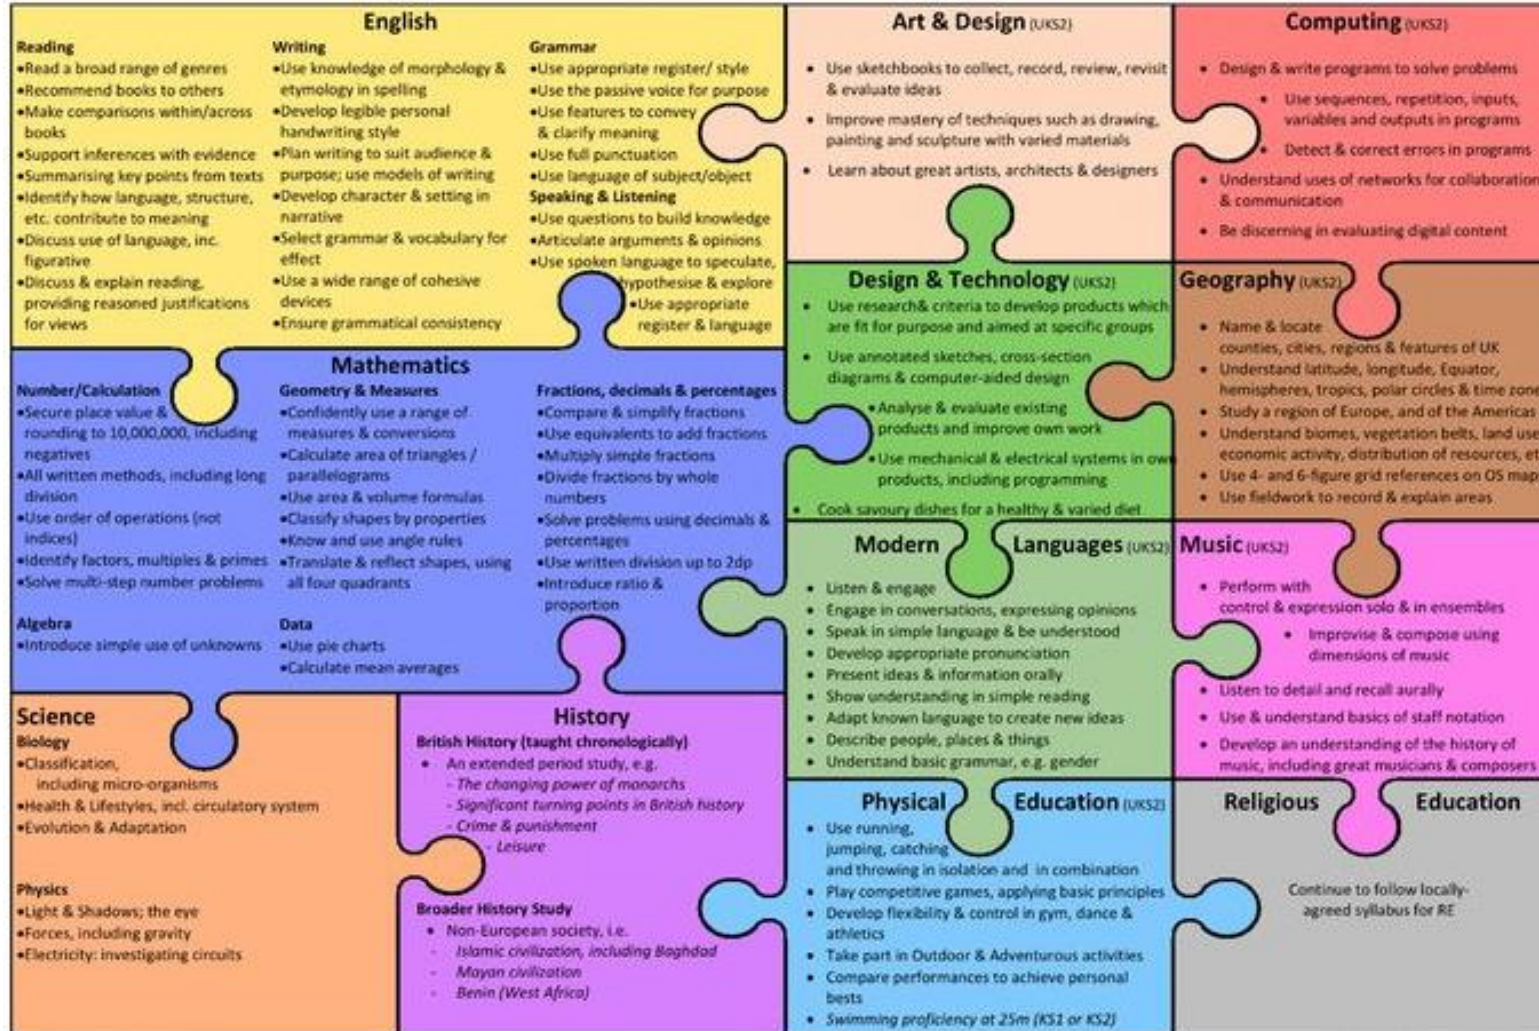 English
Reading
•Read a broad range of genres
•Recommend books to others
•Make comparisons within/across
books
•Support inferences with evidence
•Summarising key points from texts
•Identify how language, structure,
etc. contribute to meaning
•Discuss use of language, inc.
figurative
•Discuss & explain reading,
providing reasoned justifications
for views
Writing
•Use knowledge of morphology &
etymology in spelling
•Develop legible personal
handwriting style
•Plan writing to suit audience &
purpose; use models of writing
•Develop character & setting in
narrative
•Select grammar & vocabulary for
effect
•Use a wide range of cohesive
devices
•Ensure grammatical consistency
Grammar
•Use appropriate register/ style
•Use the passive voice for purpose
•Use features to convey
& clarify meaning
•Use full punctuation
•Use language of subject/object
Speaking & Listening
•Use questions to build knowledge
•Articulate arguments & opinions
•Use spoken language to speculate,
hypothesise & explore
•Use appropriate
register & language
Art & Design (UKS2)
• Use sketchbooks to collect, record, review, revisit
& evaluate ideas
• Improve mastery of techniques such as drawing,
painting and sculpture with varied materials
• Learn about great artists, architects & designers
Computing (UKS2)
• Design & write programs to solve problems
• Use sequences, repetition, inputs,
variables and outputs in programs
• Detect & correct errors in programs
• Understand uses of networks for collaboration
& communication
• Be discerning in evaluating digital content
Design & Technology (UKS2)
• Use research& criteria to develop products which
are fit for purpose and aimed at specific groups
• Use annotated sketches, cross-section
diagrams & computer-aided design
•Analyse & evaluate existing
products and improve own work
•Use mechanical & electrical systems in own
products, including programming
• Cook savoury dishes for a healthy & varied diet
Geography (UKS2)
• Name & locate
counties, cities, regions & features of UK
• Understand latitude, longitude, Equator,
hemispheres, tropics, polar circles & time zone
• Study a region of Europe, and of the Americas
• Understand biomes, vegetation belts, land use
economic activity, distribution of resources, et
• Use 4- and 6-figure grid references on OS map
• Use fieldwork to record & explain areas
Mathematics
Number/Calculation
•Secure place value &
rounding to 10,000,000, including
negatives
•All written methods, including long
division
•Use order of operations (not
indices)
•Identify factors, multiples & primes
•Solve multi-step number problems
Algebra
•Introduce simple use of unknowns
Geometry & Measures
•Confidently use a range of
measures & conversions
•Calculate area of triangles /
parallelograms
•Use area & volume formulas
•Classify shapes by properties
•Know and use angle rules
•Translate & reflect shapes, using
all four quadrants
Data
•Use pie charts
•Calculate mean averages
Fractions, decimals & percentages
•Compare & simplify fractions
•Use equivalents to add fractions
•Multiply simple fractions
•Divide fractions by whole
numbers
•Solve problems using decimals &
percentages
•Use written division up to 2dp
•Introduce ratio &
proportion
Modern Languages (UKS2)
• Listen & engage
• Engage in conversations, expressing opinions
• Speak in simple language & be understood
• Develop appropriate pronunciation
• Present ideas & information orally
• Show understanding in simple reading
• Adapt known language to create new ideas
• Describe people, places & things
• Understand basic grammar, e.g. gender
Music (UKS2)
• Perform with
control & expression solo & in ensembles
• Improvise & compose using
dimensions of music
• Listen to detail and recall aurally
• Use & understand basics of staff notation
• Develop an understanding of the history of
music, including great musicians & composers
Science
Biology
•Classification,
including micro-organisms
•Health & Lifestyles, incl. circulatory system
•Evolution & Adaptation
Physics
•Light & Shadows; the eye
•Forces, including gravity
•Electricity: investigating circuits
History
British History (taught chronologically)
• An extended period study, e.g.
- The changing power of monarchs
- Significant turning points in British history
- Crime & punishment
- Leisure
Broader History Study
• Non-European society, i.e.
- Islamic civilization, including Baghdad
- Mayan civilization
- Benin (West Africa)
Physical Education (UKS2)
• Use running,
jumping, catching
and throwing in isolation and in combination
• Play competitive games, applying basic principles
• Develop flexibility & control in gym, dance &
athletics
• Take part in Outdoor & Adventurous activities
• Compare performances to achieve personal
bests
• Swimming proficiency at 25m (KS1 or KS2)
Religious Education
Continue to follow locally-
agreed syllabus for RE